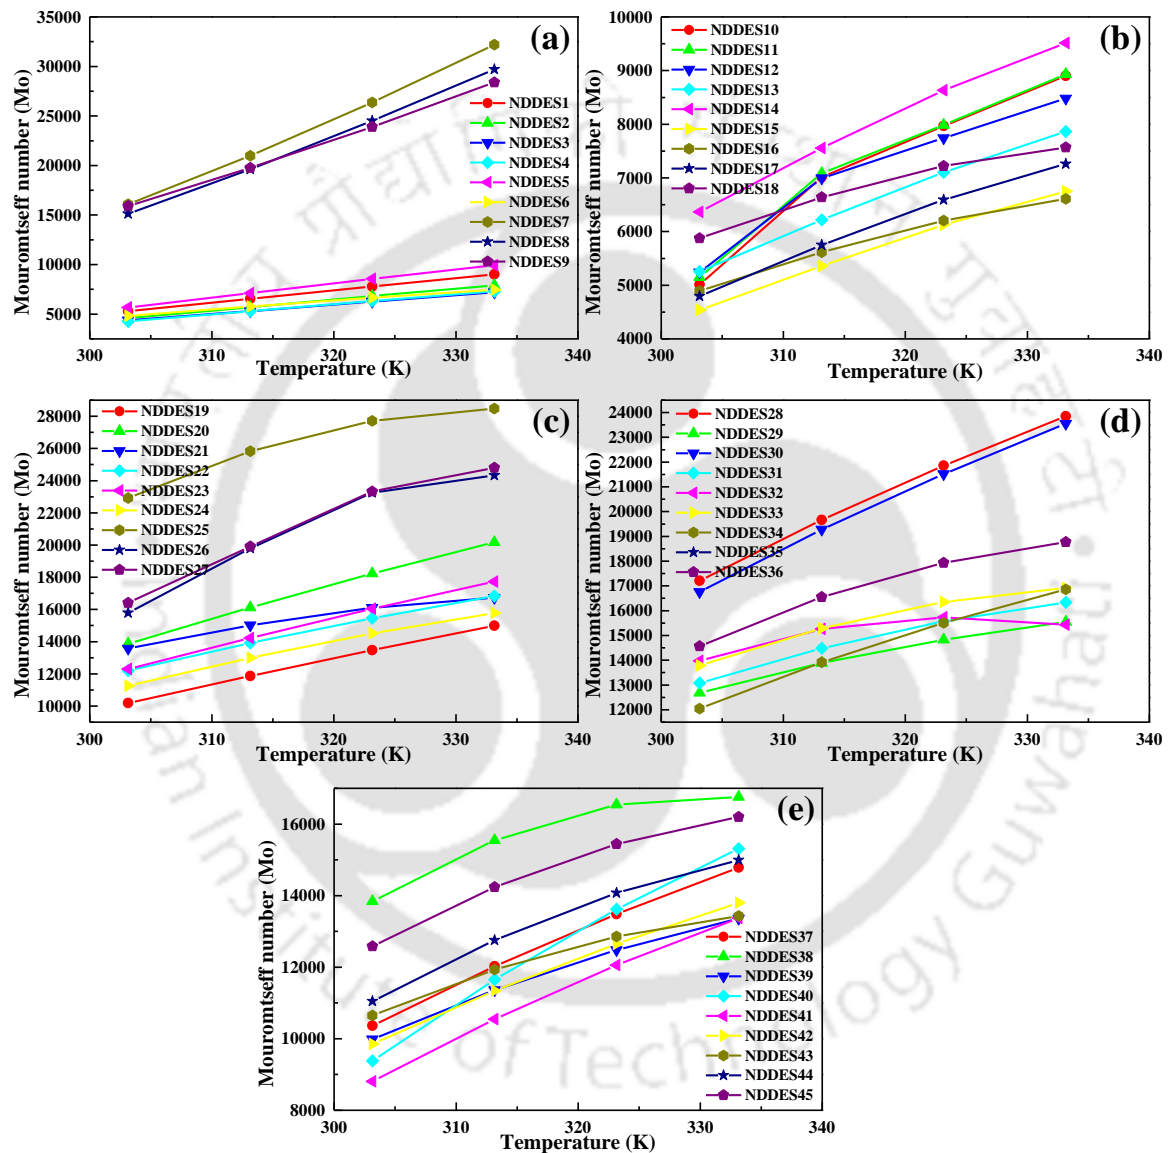 (a)
Mouromtseff number (Mo)
35000
30000
25000
20000
15000
10000
5000
NDDES1
NDDES2
NDDES3
NDDES4
NDDES5
NDDES6
NDDES7
NDDES8
NDDES9
300 310 320 330 340
Temperature (K)
(b)
Mouromtseff number (Mo)
10000
9000
8000
7000
6000
5000
4000
NDDES10
NDDES11
NDDES12
NDDES13
NDDES14
NDDES15
NDDES16
NDDES17
NDDES18
300 310 320 330 340
Temperature (K)
(c)
Mouromtseff number (Mo)
28000
26000
24000
22000
20000
18000
16000
14000
12000
10000
NDDES19
NDDES20
NDDES21
NDDES22
NDDES23
NDDES24
NDDES25
NDDES26
NDDES27
300 310 320 330 340
Temperature (K)
(d)
Mouromtseff number (Mo)
24000
23000
22000
21000
20000
19000
18000
17000
16000
15000
14000
13000
12000
NDDES28
NDDES29
NDDES30
NDDES31
NDDES32
NDDES33
NDDES34
NDDES35
NDDES36
300 310 320 330 340
Temperature (K)
(e)
Mouromtseff number (Mo)
16000
14000
12000
10000
8000
NDDES37
NDDES38
NDDES39
NDDES40
NDDES41
NDDES42
NDDES43
NDDES44
NDDES45
300 310 320 330 340
Temperature (K)
Indian Institute of Technology Guwahati